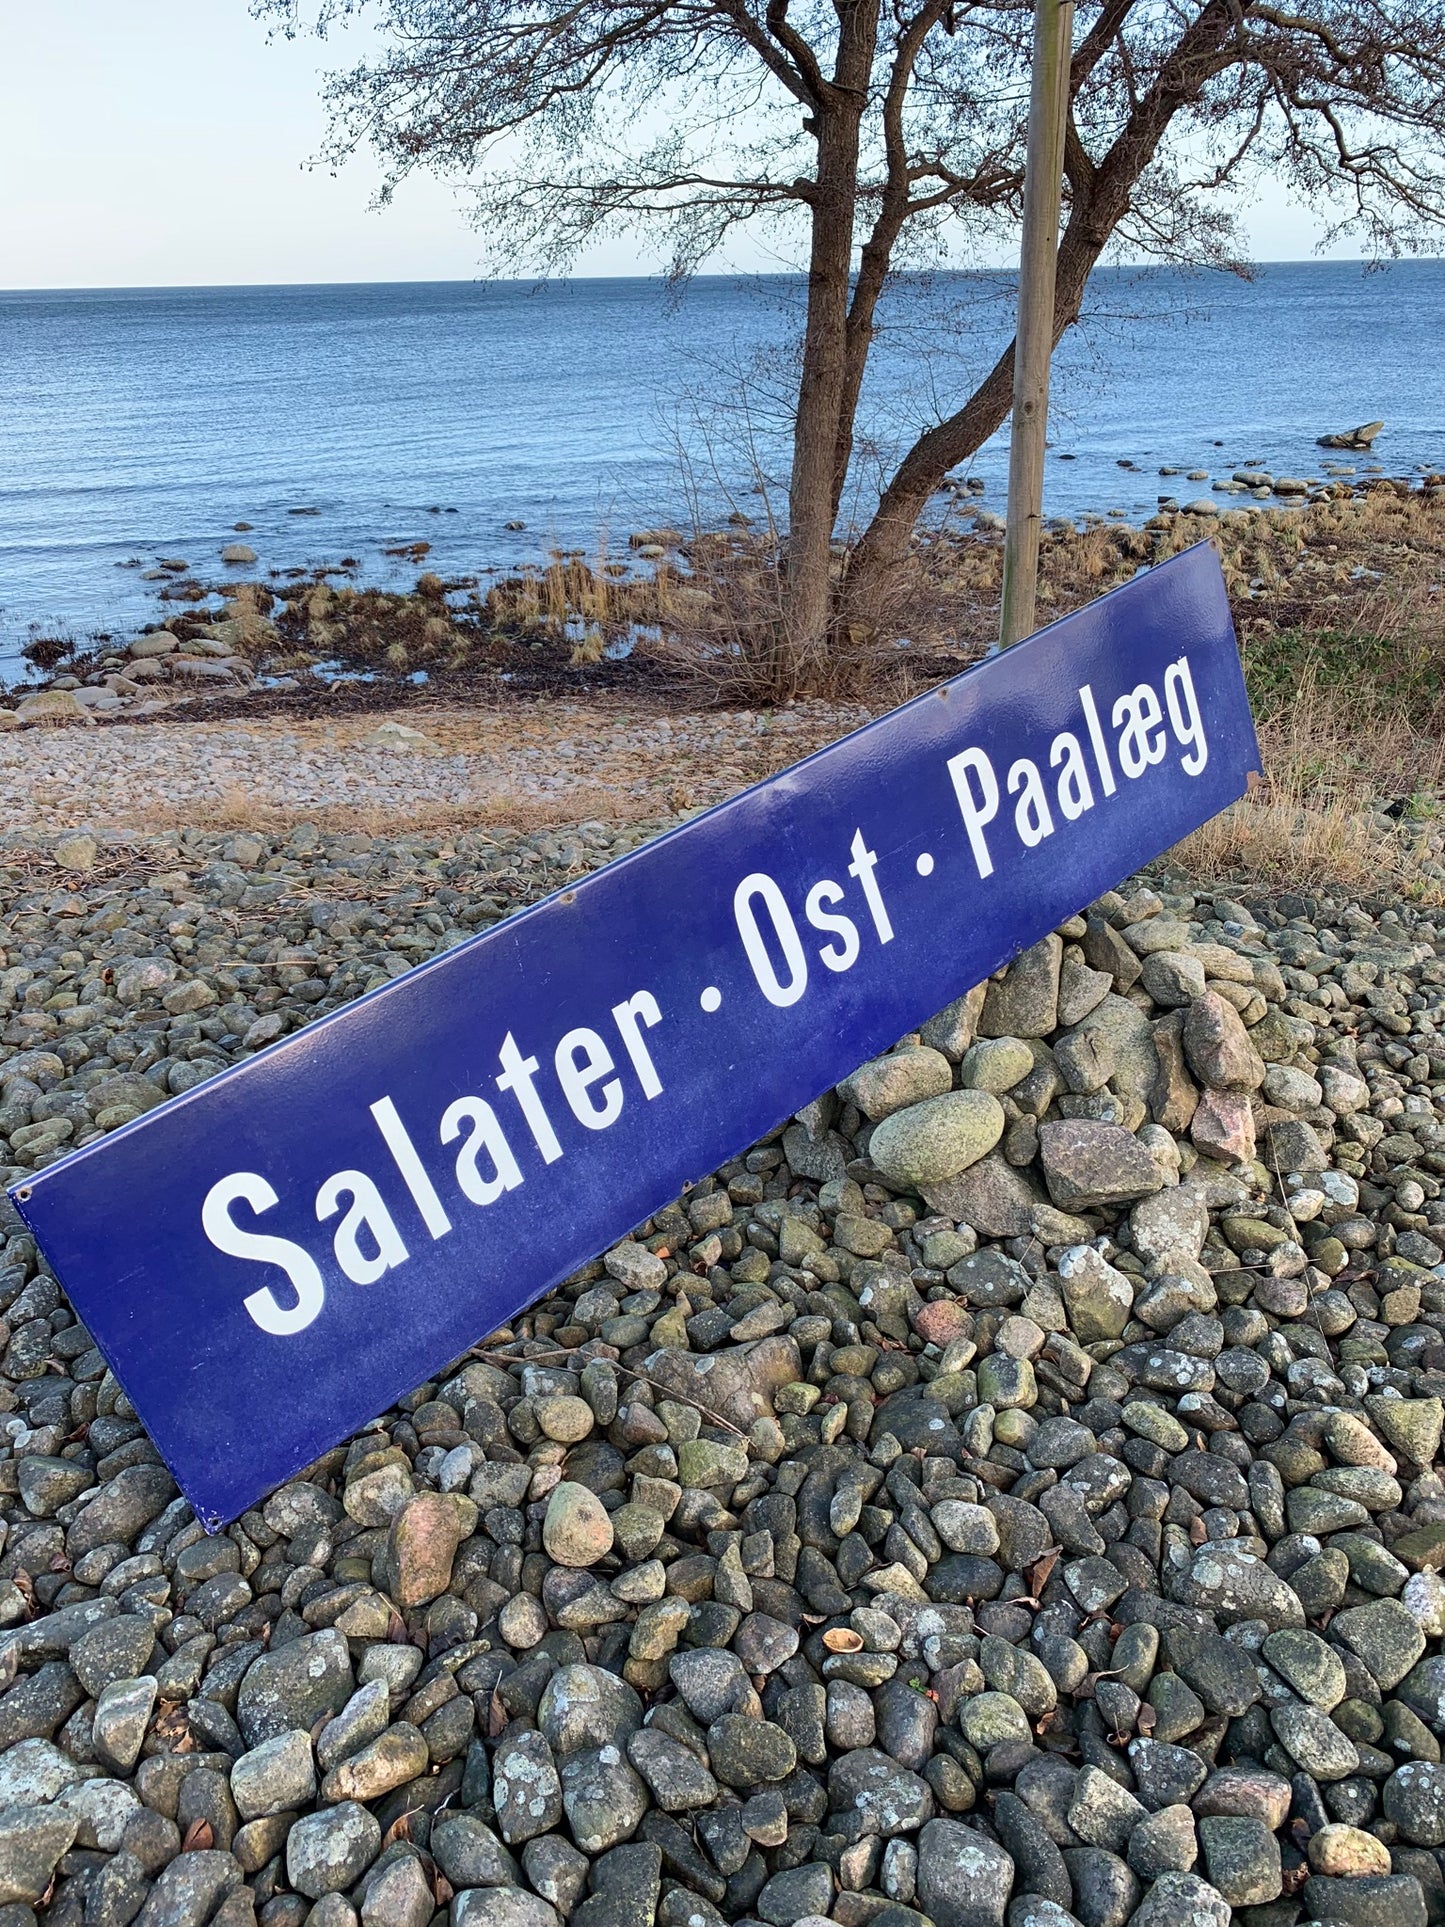 Salater · Ost · Paalæg